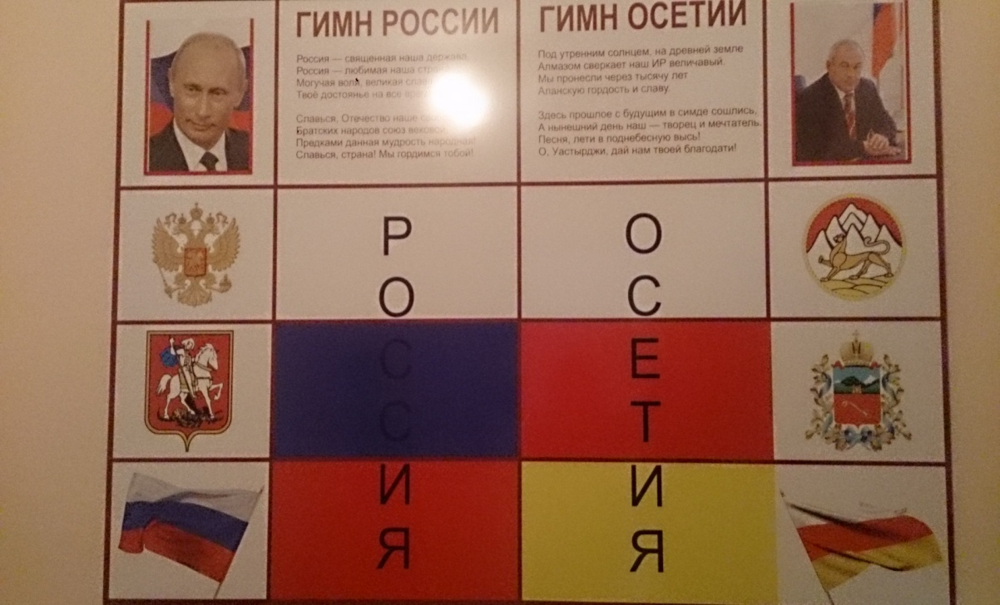 ГИМН РОССИИ
Россия — священная наша держава,
Россия — любимая наша
Могучая воля, великая
Твоё достоянье на все
Славься, Отечество наше
Братских народов союз вековой
Предками данная мудрость народная!
Славься, страна! Мы гордимся тобой!
ГИМН ОСЕТИИ
Под утренним солнцем, на древней земле
Алмазом сверкает наш ИР величавый.
Мы пронесли через тысячу лет
Аланскую гордость и славу.
Здесь прошлое с будущим в симде сошлись,
А нынешний день наш — творец и мечтатель.
Песня, лети в поднебесную высь!
О, Уастырджи, дай нам твоей благодати!
РОССИЯ
ОСЕТИЯ